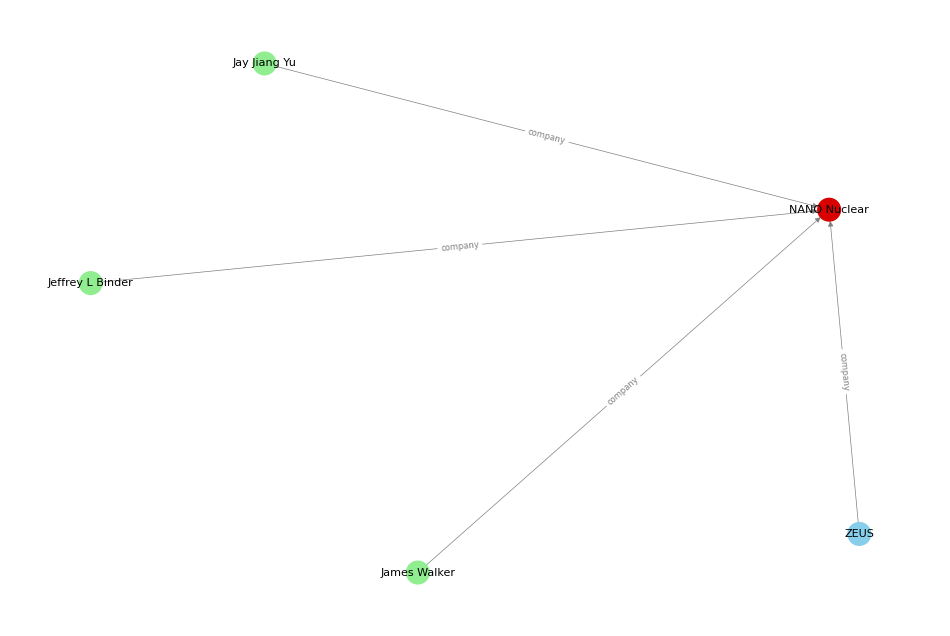 Jay Jiang Yu
company
NANO Nuclear
company
Jeffrey L Binder
company
company
ZEUS
James Walker